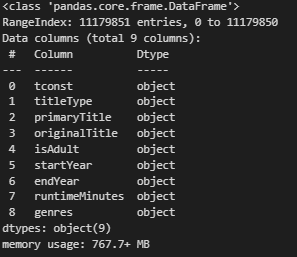 <class 'pandas.core.frame.DataFrame'>
RangeIndex: 11179851 entries, 0 to 11179850
Data columns (total 9 columns):
 #   Column          Dtype
---  ------          -----
 0   tconst          object
 1   titleType       object
 2   primaryTitle    object
 3   originalTitle   object
 4   isAdult         object
 5   startYear       object
 6   endYear         object
 7   runtimeMinutes  object
 8   genres          object
dtypes: object(9)
memory usage: 767.7+ MB